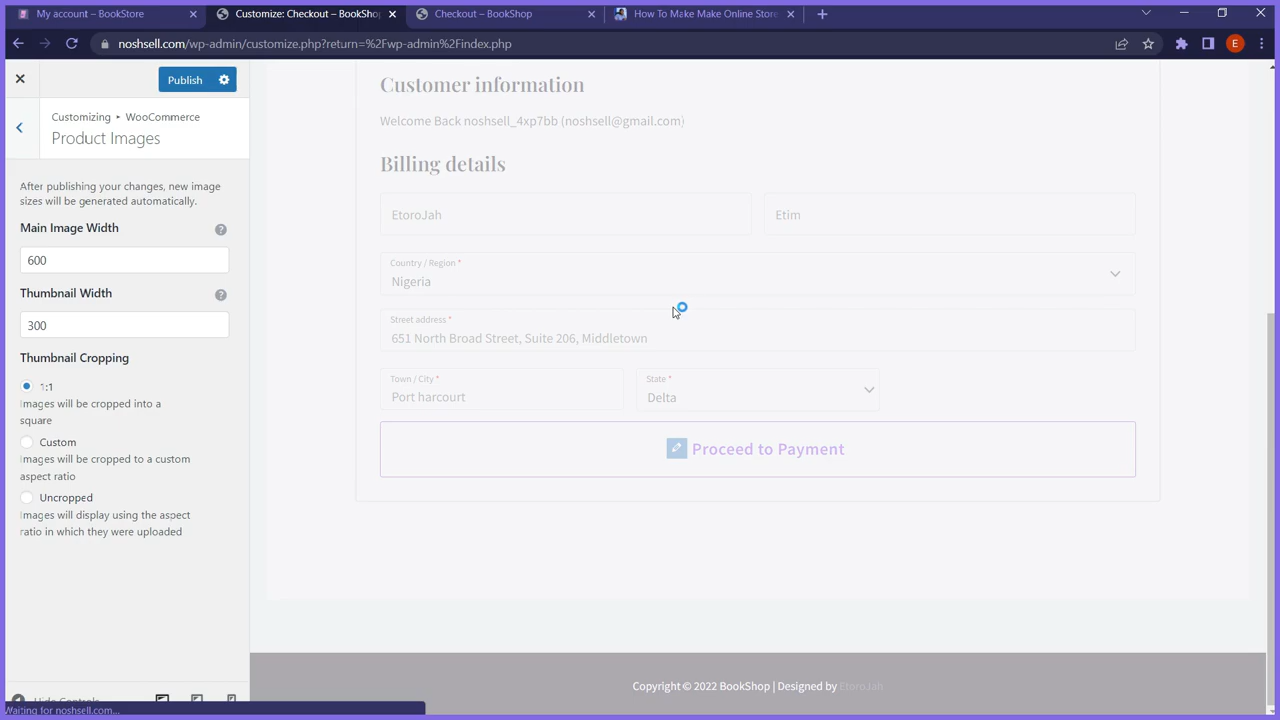 My account – BookStore
Customize: Checkout – BookShop
Checkout – BookShop
How To Make Make Online Store
noshsell.com/wp-admin/customize.php?return=%2Fwp-admin%2Findex.php
E
Publish
Customizing ▸ WooCommerce
Product Images
After publishing your changes, new image
sizes will be generated automatically.
Main Image Width
?
600
Thumbnail Width
?
300
Thumbnail Cropping
1:1
Images will be cropped into a
square
Custom
Images will be cropped to a custom
aspect ratio
Uncropped
Images will display using the aspect
ratio in which they were uploaded
Hide Controls
Waiting for noshsell.com...
Customer information
Welcome Back noshsell_4xp7bb (noshsell@gmail.com)
Billing details
EtoroJah
Etim
Country / Region *
Nigeria
Street address *
651 North Broad Street, Suite 206, Middletown
Town / City *
Port harcourt
State *
Delta
Proceed to Payment
Copyright © 2022 BookShop | Designed by EtoroJah